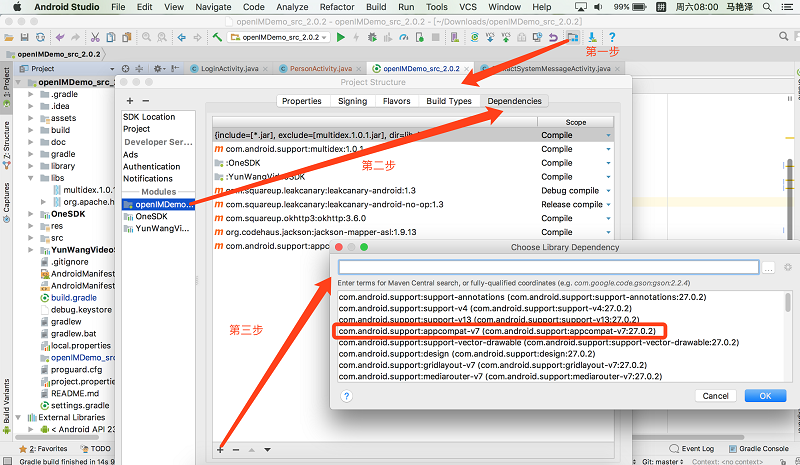 Android Studio File Edit View Navigate Code Analyze Refactor Build Run Tools VCS Window Help 99% 周六08:00 马艳泽
openIMDemo_src_2.0.2 - openIMDemo_src_2.0.2 - [~/Downloads/openIMDemo_src_2.0.2]
openIMDemo_src_2.0.2
第一步
openIMDemo_src_2.0.2
Project
LoginActivity.java
PersonActivity.java
openIMDemo_src_2.0.2
ContactSystemMessageActivity.java
1: Project
Z: Structure
Captures
Build Variants
openIMDemo_src_2.0.2
.gradle
.idea
assets
build
doc
gradle
library
libs
multidex.1.0.1
org.apache.h
OneSDK
res
src
YunWangVideoS
.gitignore
AndroidManifest
AndroidManifest
build.gradle
debug.keystore
gradlew
gradlew.bat
local.properties
openIMDemo_s
proguard.cfg
project.properti
README.md
settings.gradle
External Libraries
< Android API 23
Project Structure
SDK Location
Project
Developer Ser...
Ads
Authentication
Notifications
Modules
openIMDemo...
OneSDK
YunWangVi...
Properties Signing Flavors Build Types Dependencies
Scope
{include=[*.jar], exclude=[multidex.1.0.1.jar], dir=lib Compile
com.android.support:multidex:1.0.1 Compile
第二步
:OneSDK Compile
:YunWangVideoSDK Compile
com.squareup.leakcanary:leakcanary-android:1.3 Debug compile
com.squareup.leakcanary:leakcanary-android-no-op:1.3 Release compile
com.squareup.okhttp3:okhttp:3.6.0 Compile
org.codehaus.jackson:jackson-mapper-asl:1.9.13 Compile
com.android.support:appco
第三步
Choose Library Dependency
...
Enter terms for Maven Central search, or fully-qualified coordinates (e.g. com.google.code.gson:gson:2.2.4)
com.android.support:support-annotations (com.android.support:support-annotations:27.0.2)
com.android.support:support-v4 (com.android.support:support-v4:27.0.2)
com.android.support:support-v13 (com.android.support:support-v13:27.0.2)
com.android.support:appcompat-v7 (com.android.support:appcompat-v7:27.0.2)
com.android.support:support-vector-drawable (com.android.support:support-vector-drawable:27.0.2)
com.android.support:design (com.android.support:design:27.0.2)
com.android.support:gridlayout-v7 (com.android.support:gridlayout-v7:27.0.2)
com.android.support:mediarouter-v7 (com.android.support:mediarouter-v7:27.0.2)
? Cancel OK
2: Favorites TODO
Event Log Gradle Console
Gradle build finished in 14s 9
Git: master Context: <no context>